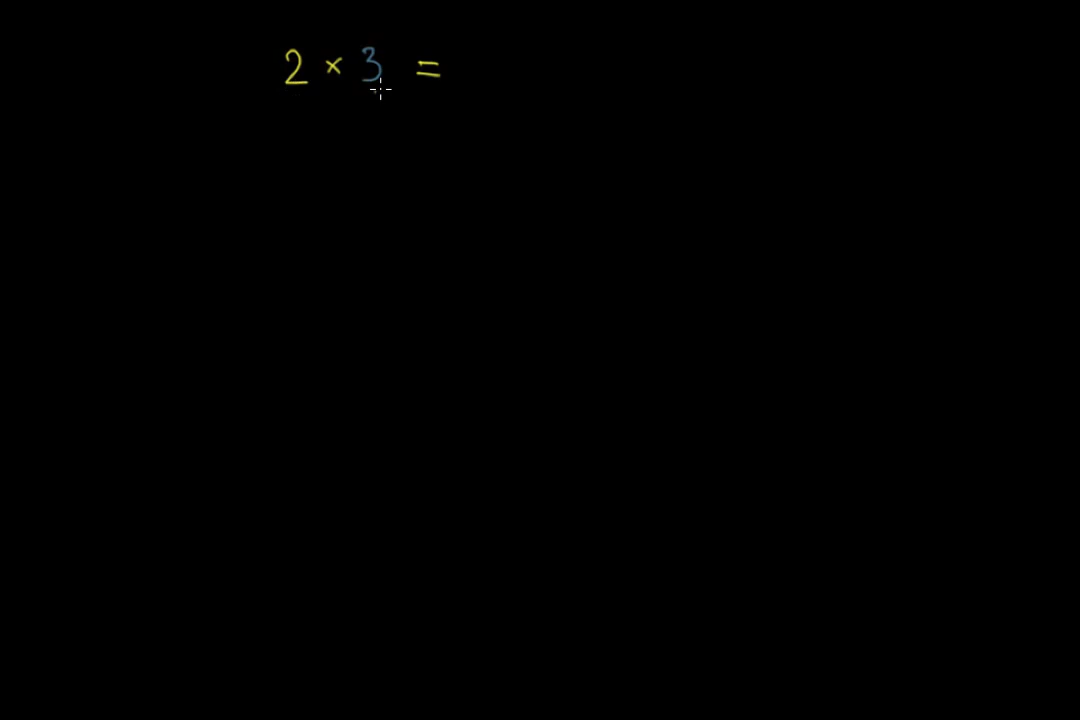 2 × 3 =